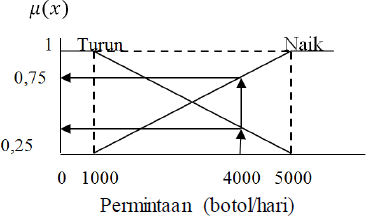 μ(x)
1 Turun Naik
0,75
0,25
0 1000 4000 5000
Permintaan (botol/hari)